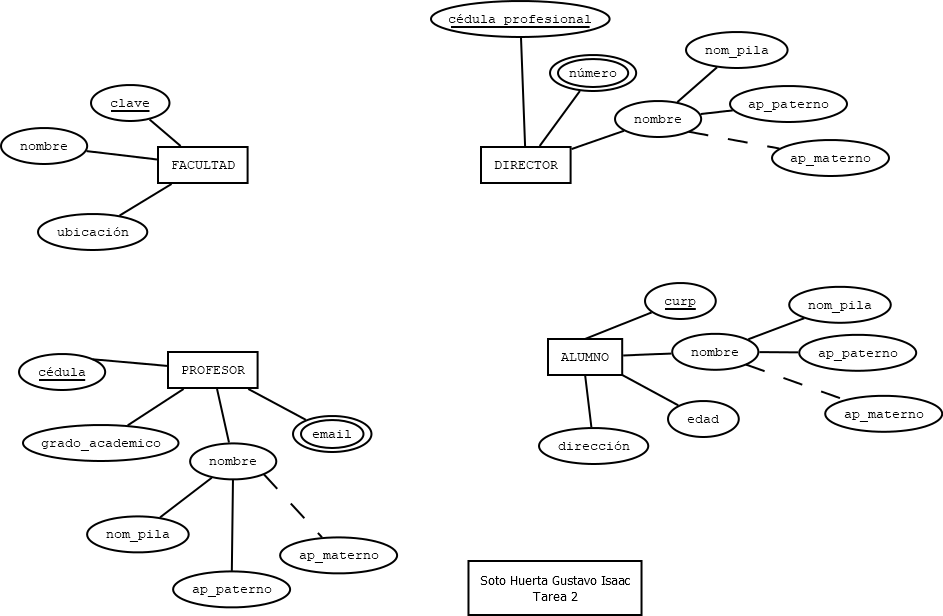 cédula profesional
nom_pila
número
clave
ap_paterno
nombre
nombre
ap_materno
FACULTAD
DIRECTOR
ubicación
curp
nom_pila
nombre
ap_paterno
ALUMNO
PROFESOR
cédula
ap_materno
edad
email
grado_academico
dirección
nombre
nom_pila
ap_materno
ap_paterno
Soto Huerta Gustavo Isaac
Tarea 2